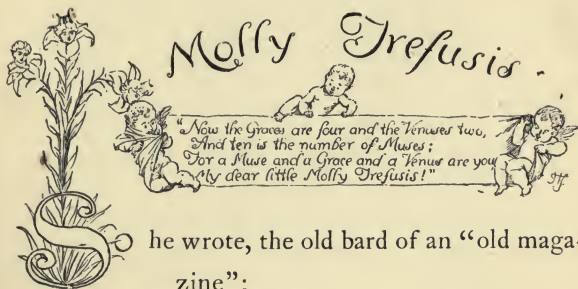 Molly Trefusis.
"Now the Graces are four and the Venuses two,
And ten is the number of Muses;
For a Muse and a Grace and a Venus are you,
My dear little Molly Trefusis!"
So he wrote, the old bard of an "old maga-
zine":